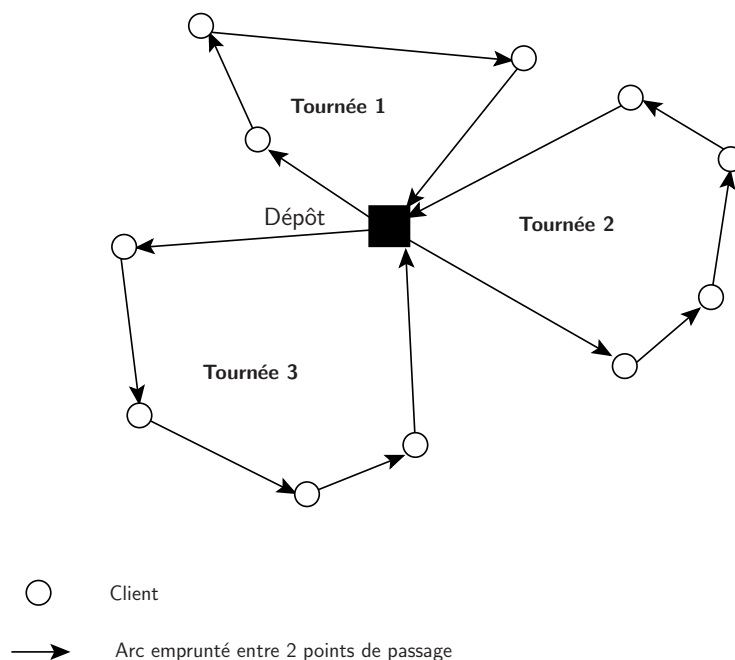 Tournée 1
Dépôt
Tournée 2
Tournée 3
Client
Arc emprunté entre 2 points de passage